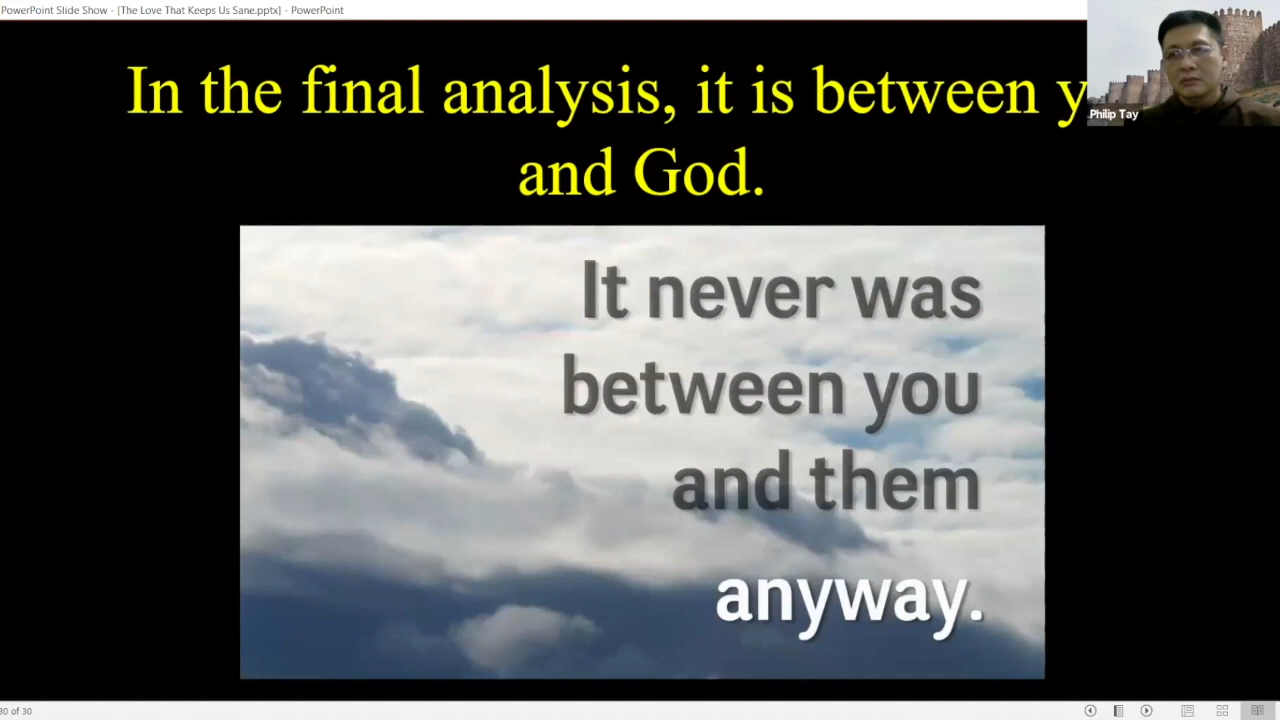 PowerPoint Slide Show - [The Love That Keeps Us Sane.pptx] - PowerPoint
In the final analysis, it is between y
and God.
Philip Tay
It never was
between you
and them
anyway.
30 of 30